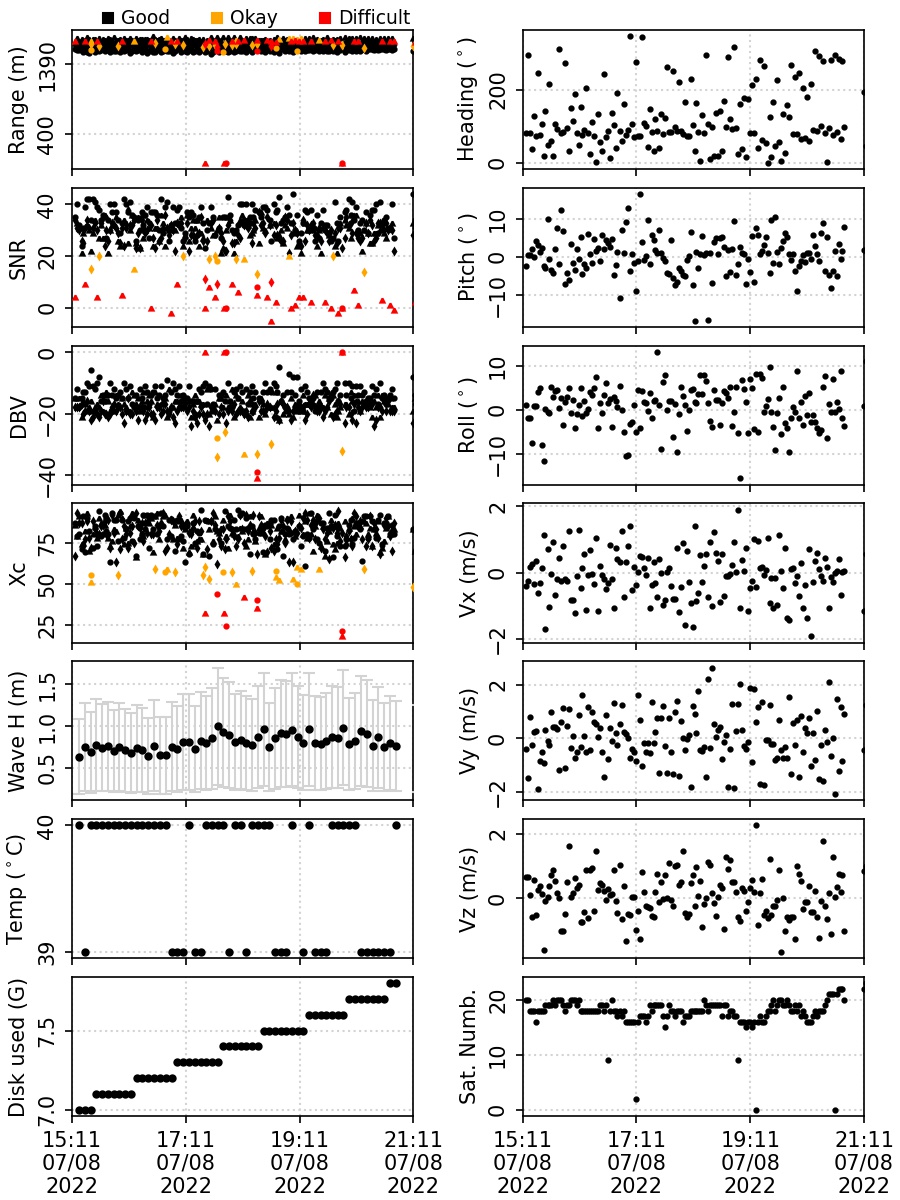 Good Okay Difficult
Range (m)
1390
400
Heading (°)
200
0
SNR
40
20
0
Pitch (°)
10
0
−10
DBV
0
−20
−40
Roll (°)
10
0
−10
Xc
75
50
25
Vx (m/s)
2
0
−2
Wave H (m)
1.5
1.0
0.5
Vy (m/s)
2
0
−2
Temp (°C)
40
39
Vz (m/s)
2
0
Disk used (G)
7.5
7.0
Sat. Numb.
20
10
0
15:11 17:11 19:11 21:11 15:11 17:11 19:11 21:11
07/08 07/08 07/08 07/08 07/08 07/08 07/08 07/08
2022 2022 2022 2022 2022 2022 2022 2022